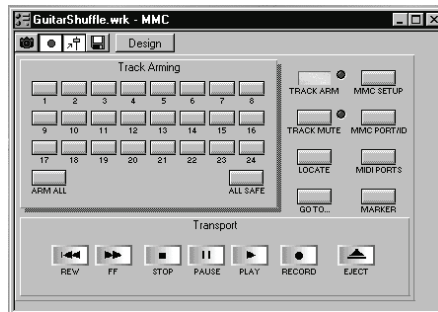 GuitarShuffle.wrk - MMC
Design
Track Arming
1 2 3 4 5 6 7 8
9 10 11 12 13 14 15 16
17 18 19 20 21 22 23 24
ARM ALL ALL SAFE
TRACK ARM MMC SETUP
TRACK MUTE MMC PORT/ID
LOCATE MIDI PORTS
GO TO... MARKER
Transport
REW FF STOP PAUSE PLAY RECORD EJECT